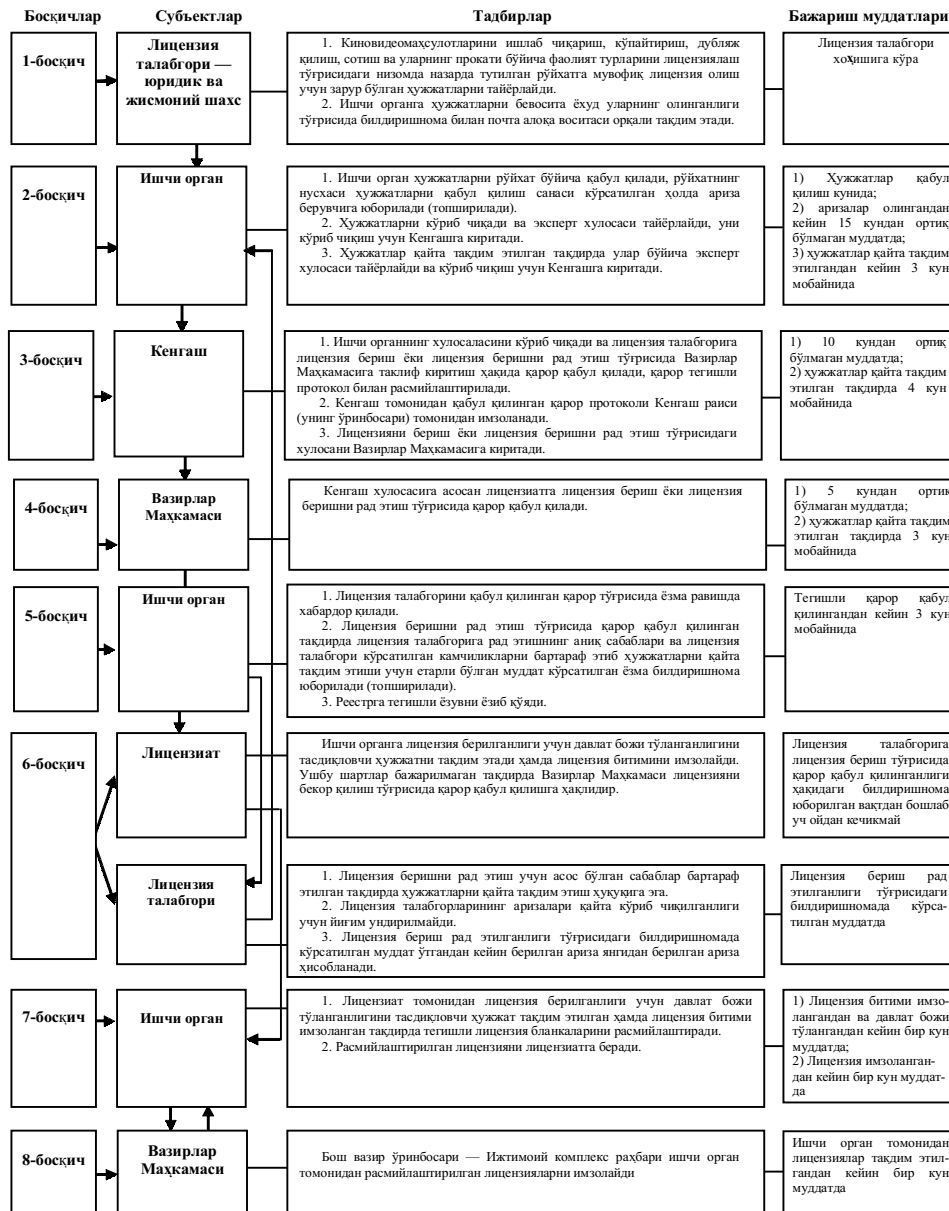 Босқичлар Субъектлар Тадбирлар Бажариш муддатлари
1-босқич
Лицензия
талабгори —
юридик ва
жисмоний шахс
1. Киновидеомаҳсулотларини ишлаб чиқариш, кўпайтириш, дубляж
қилиш, сотиш ва уларнинг прокати бўйича фаолият турларини лицензиялаш
тўғрисидаги низомда назарда тутилган рўйхатга мувофиқ лицензия олиш
учун зарур бўлган ҳужжатларни тайёрлайди.
2. Ишчи органга ҳужжатларни бевосита ёхуд уларнинг олинганлиги
тўғрисида билдиришнома билан почта алоқа воситаси орқали тақдим этади.
Лицензия талабгори
хоҳишига кўра
2-босқич
Ишчи орган
1. Ишчи орган ҳужжатларни рўйхат бўйича қабул қилади, рўйхатнинг
нусхаси ҳужжатларни қабул қилиш санаси кўрсатилган ҳолда ариза
берувчига юборилади (топширилади).
2. Ҳужжатларни кўриб чиқади ва эксперт хулосаси тайёрлайди, уни
кўриб чиқиш учун Кенгашга киритади.
3. Ҳужжатлар қайта тақдим этилган тақдирда улар бўйича эксперт
хулосаси тайёрлайди ва кўриб чиқиш учун Кенгашга киритади.
1) Ҳужжатлар қабул
қилиш кунида;
2) аризалар олингандан
кейин 15 кундан ортиқ
бўлмаган муддатда;
3) ҳужжатлар қайта тақдим
этилгандан кейин 3 кун
мобайнида
3-босқич
Кенгаш
1. Ишчи органнинг хулосаласини кўриб чиқади ва лицензия талабгорига
лицензия бериш ёки лицензия беришни рад этиш тўғрисида Вазирлар
Маҳкамасига таклиф киритиш ҳақида қарор қабул қилади, қарор тегишли
протокол билан расмийлаштирилади.
2. Кенгаш томонидан қабул қилинган қарор протоколи Кенгаш раиси
(унинг ўринбосари) томонидан имзоланади.
3. Лицензияни бериш ёки лицензия беришни рад этиш тўғрисидаги
хулосани Вазирлар Маҳкамасига киритади.
1) 10 кундан ортиқ
бўлмаган муддатда;
2) ҳужжатлар қайта тақдим
этилган тақдирда 4 кун
мобайнида
4-босқич
Вазирлар
Маҳкамаси
Кенгаш хулосасига асосан лицензиатга лицензия бериш ёки лицензия
беришни рад этиш тўғрисида қарор қабул қилади.
1) 5 кундан ортиқ
бўлмаган муддатда;
2) ҳужжатлар қайта тақдим
этилган тақдирда 3 кун
мобайнида
5-босқич
Ишчи орган
1. Лицензия талабгорини қабул қилинган қарор тўғрисида ёзма равишда
хабардор қилади.
2. Лицензия беришни рад этиш тўғрисида қарор қабул қилинган
тақдирда лицензия талабгорига рад этишнинг аниқ сабаблари ва лицензия
талабгори кўрсатилган камчиликларни бартараф этиб ҳужжатларни қайта
тақдим этиши учун етарли бўлган муддат кўрсатилган ёзма билдиришнома
юборилади (топширилади).
3. Реестрга тегишли ёзувни ёзиб қўяди.
Тегишли қарор қабул
қилингандан кейин 3 кун
мобайнида
6-босқич
Лицензиат
Ишчи органга лицензия берилганлиги учун давлат божи тўланганлигини
тасдиқловчи ҳужжатни тақдим этади ҳамда лицензия битимини имзолайди.
Ушбу шартлар бажарилмаган тақдирда Вазирлар Маҳкамаси лицензияни
бекор қилиш тўғрисида қарор қабул қилишга ҳақлидир.
Лицензия талабгорига
лицензия бериш тўғрисида
қарор қабул қилинганлиги
ҳақидаги билдиришнома
юборилган вақтдан бошлаб
уч ойдан кечикмай
Лицензия
талабгори
1. Лицензия беришни рад этиш учун асос бўлган сабаблар бартараф
этилган тақдирда ҳужжатларни қайта тақдим этиш ҳуқуқига эга.
2. Лицензия талабгорларининг аризалари қайта кўриб чиқилганлиги
учун йиғим ундирилмайди.
3. Лицензия бериш рад этилганлиги тўғрисидаги билдиришномада
кўрсатилган муддат ўтгандан кейин берилган ариза янгидан берилган ариза
ҳисобланади.
Лицензия бериш рад
этилганлиги тўғрисидаги
билдиришномада кўрса-
тилган муддатда
7-босқич
Ишчи орган
1. Лицензиат томонидан лицензия берилганлиги учун давлат божи
тўланганлигини тасдиқловчи ҳужжат тақдим этилган ҳамда лицензия битими
имзоланган тақдирда тегишли лицензия бланкаларини расмийлаштиради.
2. Расмийлаштирилган лицензияни лицензиатга беради.
1) Лицензия битими имзо-
лангандан ва давлат божи
тўлангандан кейин бир кун
муддатда;
2) Лицензия имзоланган-
дан кейин бир кун муддат-
да
8-босқич
Вазирлар
Маҳкамаси
Бош вазир ўринбосари — Ижтимоий комплекс раҳбари ишчи орган
томонидан расмийлаштирилган лицензияларни имзолайди
Ишчи орган томонидан
лицензиялар тақдим этил-
гандан кейин бир кун
муддатда